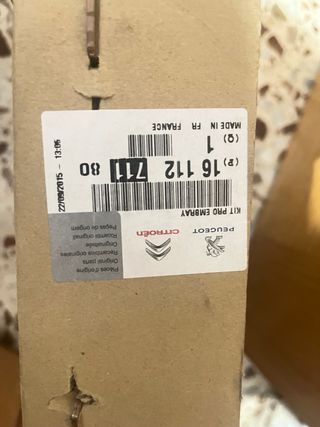 PEUGEOT
CITROËN
Pièces d'origine
Original parts
Recambios originales
Originalteile
Ricambi originali
Peças de origem
KIT PRO EMBRAY
(P) 16 112 711 80
(Q) 1
MADE IN FR FRANCE
22/09/2015 - 13:06